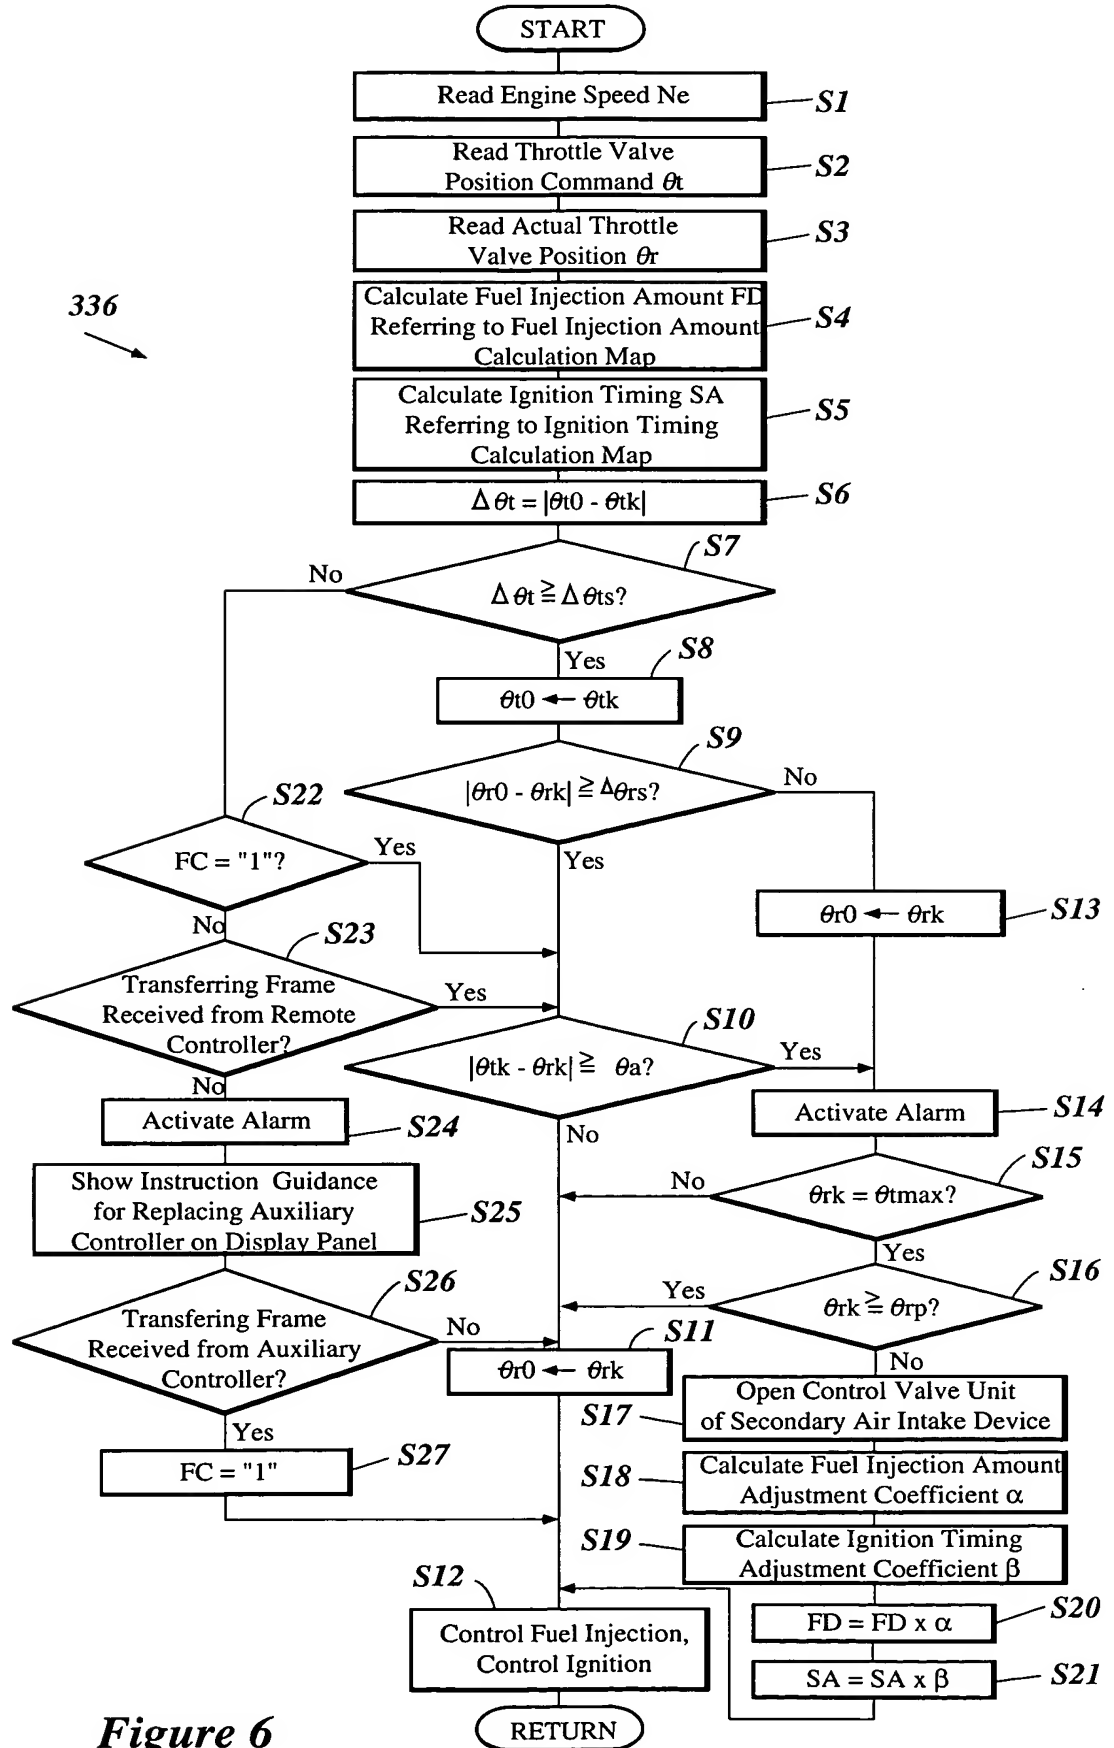 START
Read Engine Speed Ne
S1
Read Throttle Valve
Position Command θt
S2
Read Actual Throttle
Valve Position θr
S3
336
Calculate Fuel Injection Amount FD
Referring to Fuel Injection Amount
Calculation Map
S4
Calculate Ignition Timing SA
Referring to Ignition Timing
Calculation Map
S5
Δθt = |θt0 - θtk|
S6
S7
No
Δθt ≧ Δθts?
Yes
S8
θt0 ← θtk
S9
|θr0 - θrk| ≧ Δθrs?
No
Yes
S22
FC = "1"?
Yes
No
θr0 ← θrk
S13
S23
Transferring Frame
Received from Remote
Controller?
Yes
No
S10
|θtk - θrk| ≧ θa?
Yes
No
Activate Alarm
S24
Activate Alarm
S14
Show Instruction Guidance
for Replacing Auxiliary
Controller on Display Panel
S25
S15
θrk = θtmax?
No
Yes
S26
Transfering Frame
Received from Auxiliary
Controller?
No
Yes
S16
θrk ≧ θrp?
Yes
No
S11
θr0 ← θrk
Open Control Valve Unit
of Secondary Air Intake Device
S17
FC = "1"
S27
Calculate Fuel Injection Amount
Adjustment Coefficient α
S18
Calculate Ignition Timing
Adjustment Coefficient β
S19
S12
Control Fuel Injection,
Control Ignition
FD = FD x α
S20
SA = SA x β
S21
RETURN
Figure 6